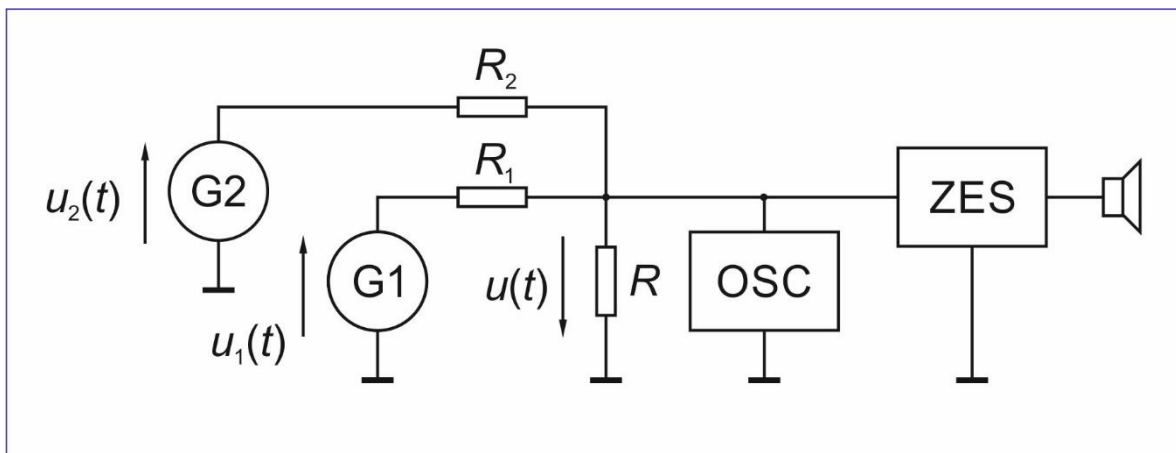 R₂
G2
u₂(t)
R₁
G1
u₁(t)
u(t)
R
OSC
ZES